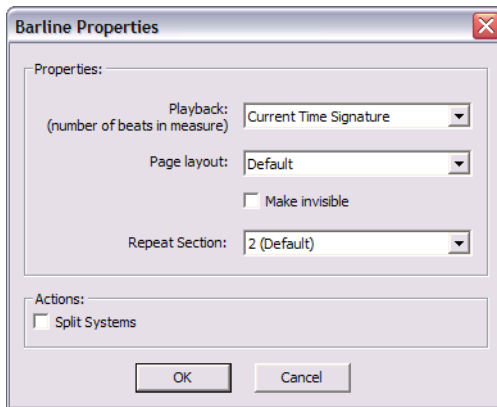 Barline Properties
Properties:
Playback:
(number of beats in measure)
Current Time Signature
Page layout:
Default
Make invisible
Repeat Section:
2 (Default)
Actions:
Split Systems
OK
Cancel